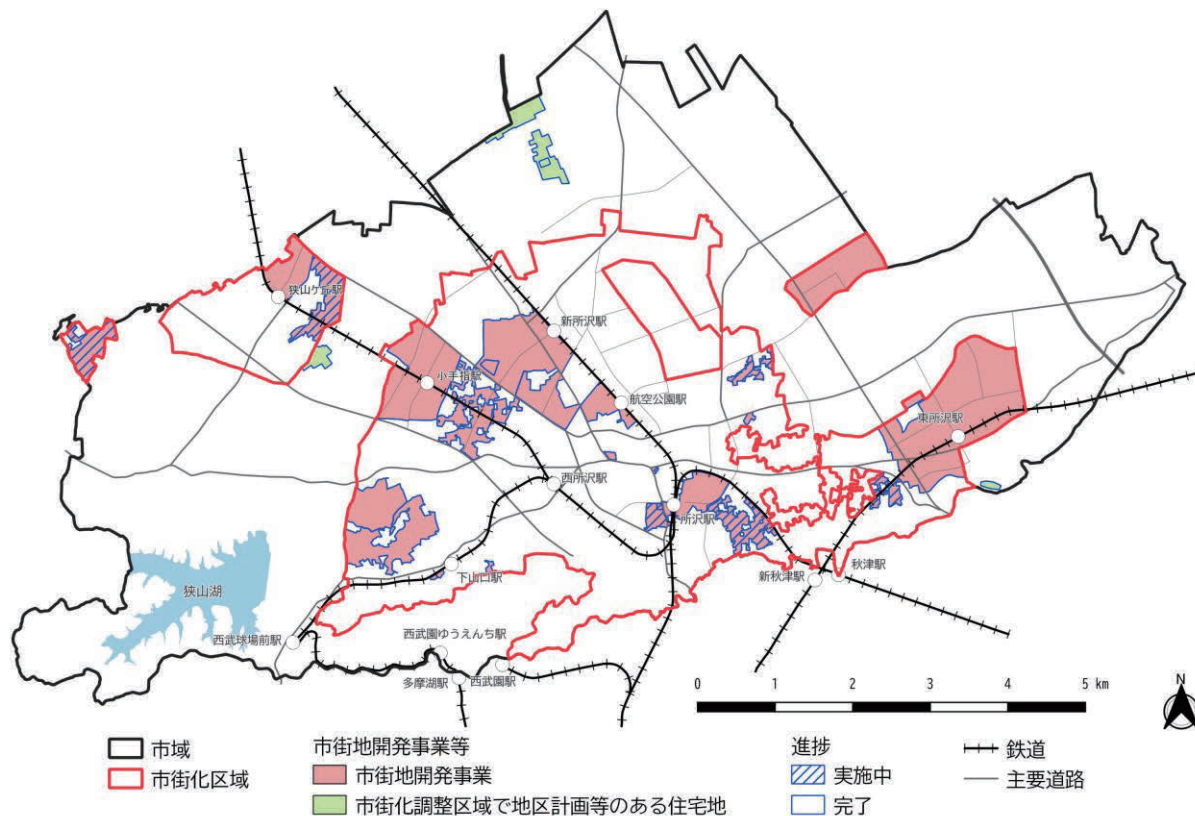 狭山ケ丘駅
新所沢駅
小手指駅
航空公園駅
東所沢駅
西所沢駅
所沢駅
下山口駅
新秋津駅
秋津駅
狭山湖
西武球場前駅
西武園ゆうえんち駅
多摩湖駅
西武園駅
0 1 2 3 4 5 km
N
市域
市街化区域
市街地開発事業等
市街地開発事業
市街化調整区域で地区計画等のある住宅地
進捗
実施中
完了
鉄道
主要道路